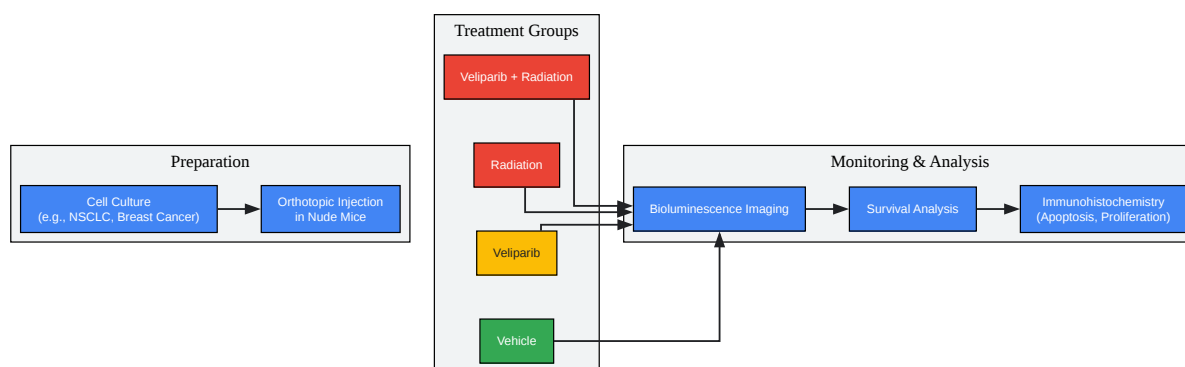 Preparation
Cell Culture
(e.g., NSCLC, Breast Cancer)
Orthotopic Injection
in Nude Mice
Treatment Groups
Veliparib + Radiation
Radiation
Veliparib
Vehicle
Monitoring & Analysis
Bioluminescence Imaging
Survival Analysis
Immunohistochemistry
(Apoptosis, Proliferation)